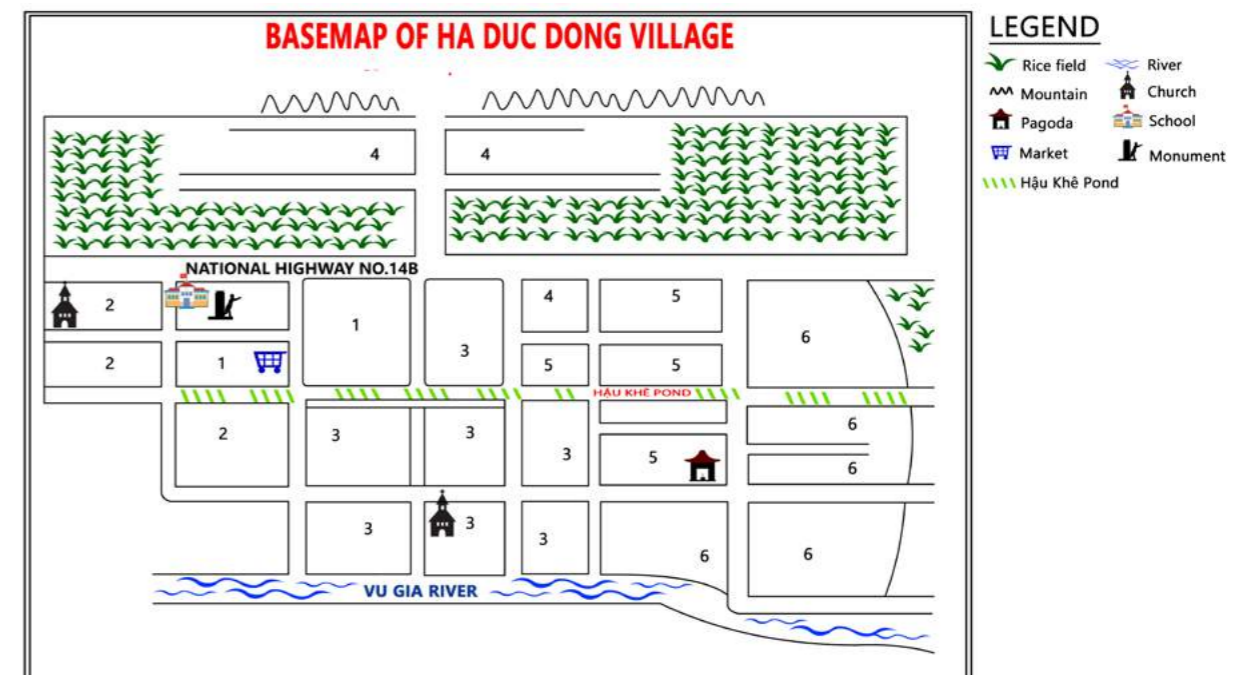 BASEMAP OF HA DUC DONG VILLAGE
LEGEND
Rice field
River
Mountain
Church
Pagoda
School
Market
Monument
Hậu Khê Pond
4
4
NATIONAL HIGHWAY NO.14B
2
1
3
4
5
6
2
1
5
5
HẬU KHÊ POND
2
3
3
3
5
6
6
3
3
3
6
6
VU GIA RIVER